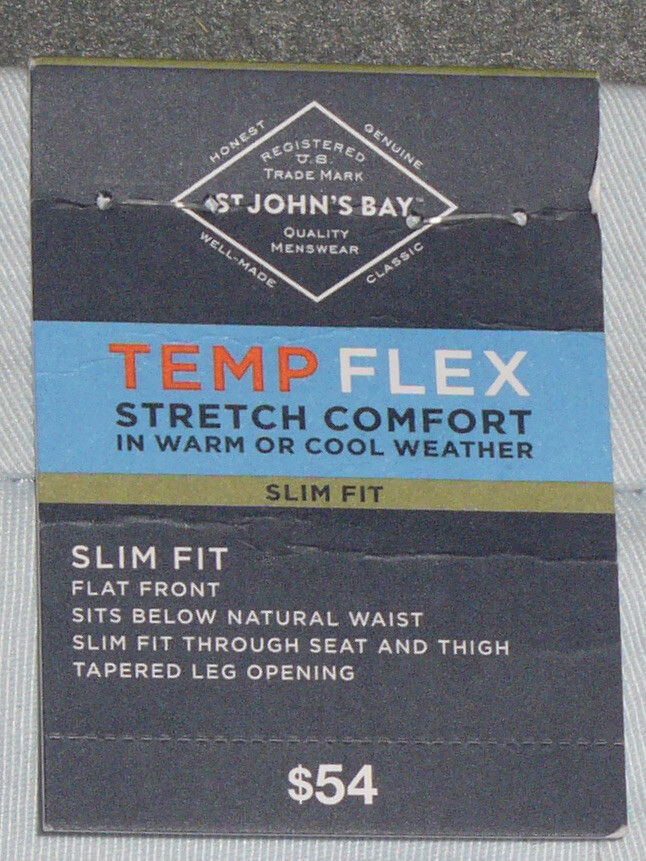 HONEST
GENUINE
REGISTERED
U.S.
TRADE MARK
ST JOHN'S BAY™
QUALITY
MENSWEAR
WELL-MADE
CLASSIC
TEMP FLEX
STRETCH COMFORT
IN WARM OR COOL WEATHER
SLIM FIT
SLIM FIT
FLAT FRONT
SITS BELOW NATURAL WAIST
SLIM FIT THROUGH SEAT AND THIGH
TAPERED LEG OPENING
$54